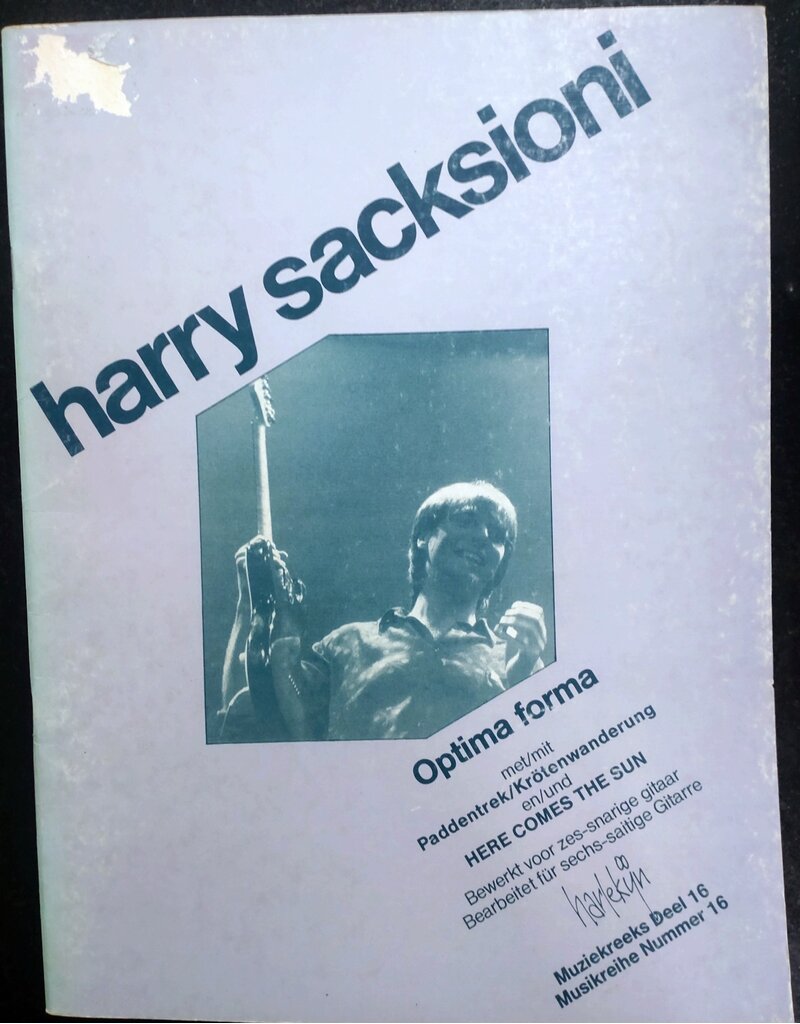 harry sacksioni
Optima forma
met/mit
Paddentrek/Krötenwanderung
en/und
HERE COMES THE SUN
Bewerkt voor zes-snarige gitaar
Bearbeitet für sechs-saitige Gitarre
harlekijn
Muziekreeks Deel 16
Musikreihe Nummer 16